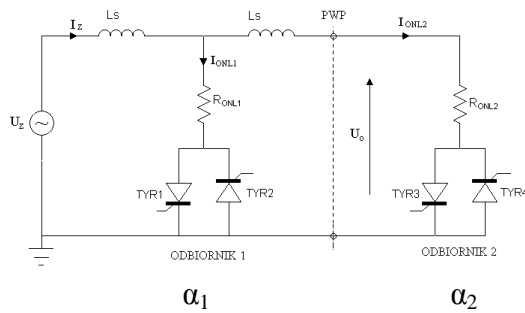 Ls Ls PWP
I_Z I_ONL2
I_ONL1
R_ONL1 R_ONL2
U_Z U_o
TYR1 TYR2 TYR3 TYR4
ODBIORNIK 1 ODBIORNIK 2
α₁ α₂